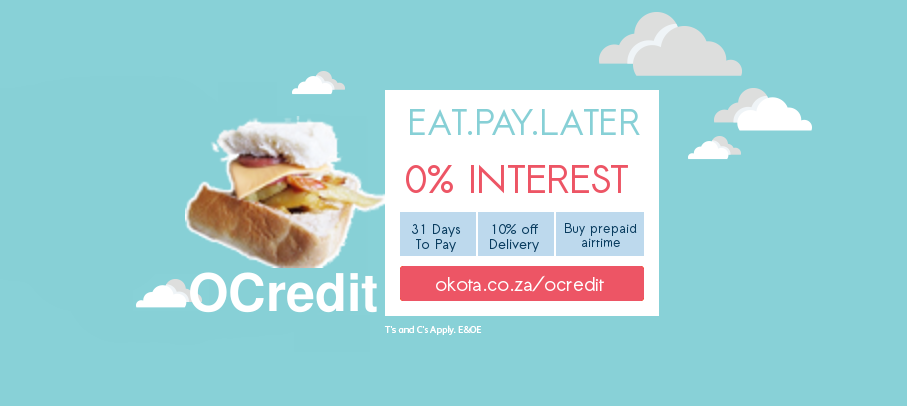 EAT.PAY.LATER
0% INTEREST
31 Days
To Pay
10% off
Delivery
Buy prepaid
airrime
okota.co.za/ocredit
OCredit
T's and C's Apply. E&OE